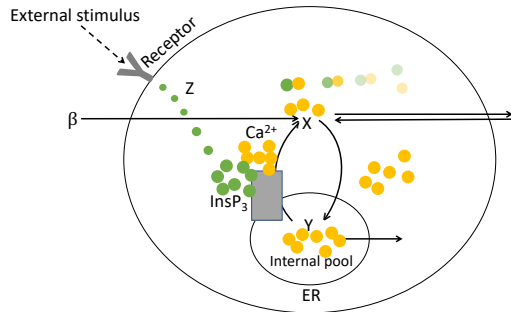 External stimulus
Receptor
Z
β
X
Ca²⁺
InsP₃
Y
Internal pool
ER